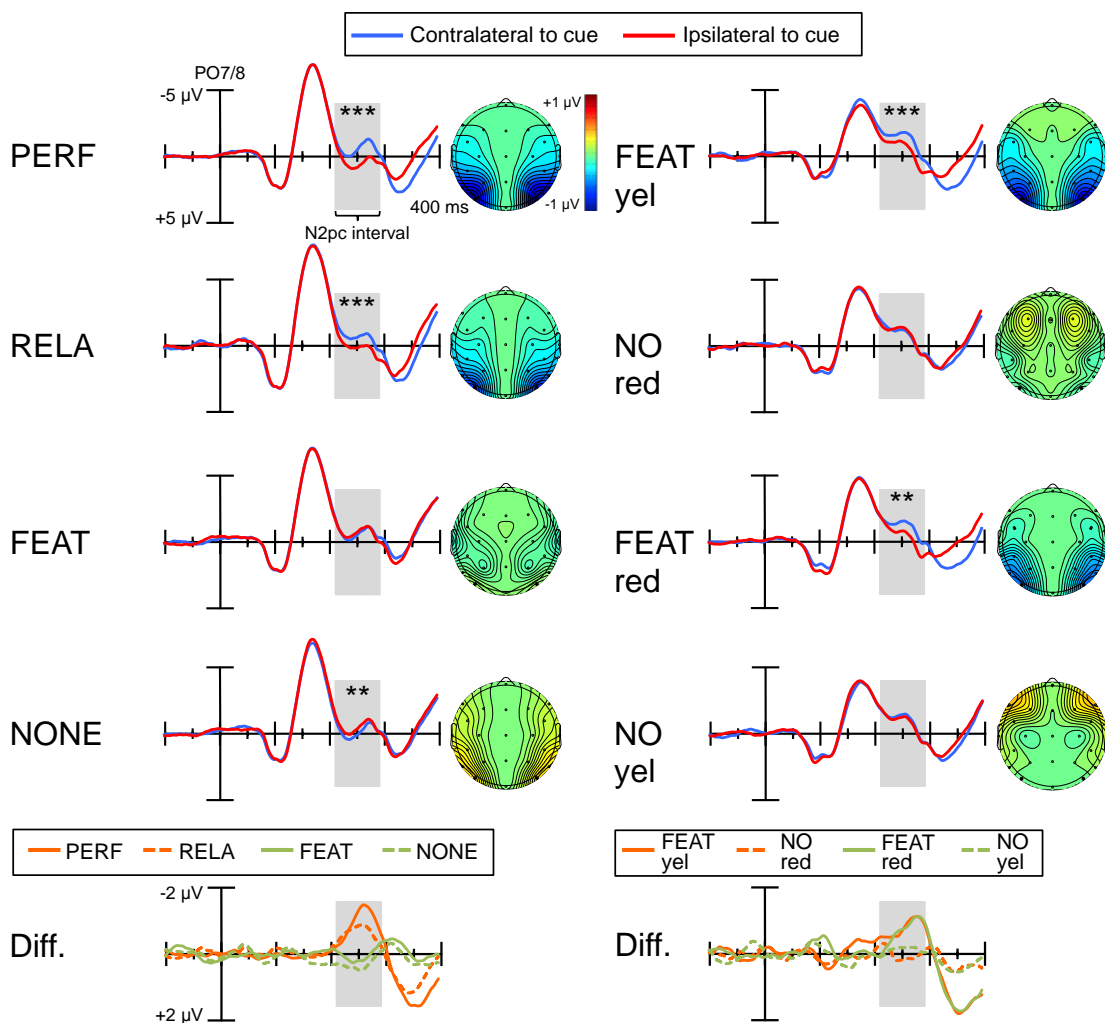 Contralateral to cue Ipsilateral to cue
PO7/8
-5 µV
+5 µV
PERF
***
N2pc interval
400 ms
+1 µV
-1 µV
FEAT
yel
***
RELA
***
NO
red
FEAT
FEAT
red
**
NONE
**
NO
yel
PERF RELA FEAT NONE
FEAT
yel
NO
red
FEAT
red
NO
yel
-2 µV
Diff.
+2 µV
Diff.